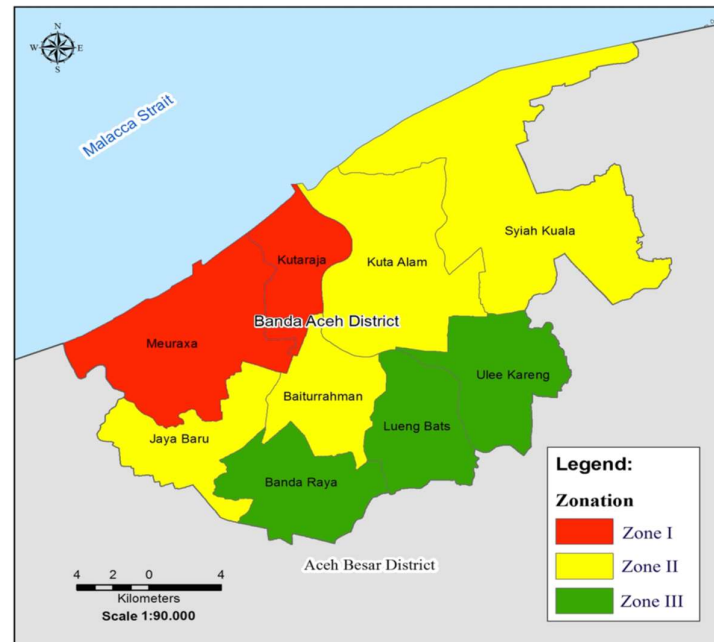 N
W E
S
Malacca Strait
Syiah Kuala
Kutaraja
Kuta Alam
Banda Aceh District
Meuraxa
Ulee Kareng
Baiturrahman
Lueng Bats
Jaya Baru
Banda Raya
Aceh Besar District
4 2 0 4
Kilometers
Scale 1:90.000
Legend:
Zonation
Zone I
Zone II
Zone III